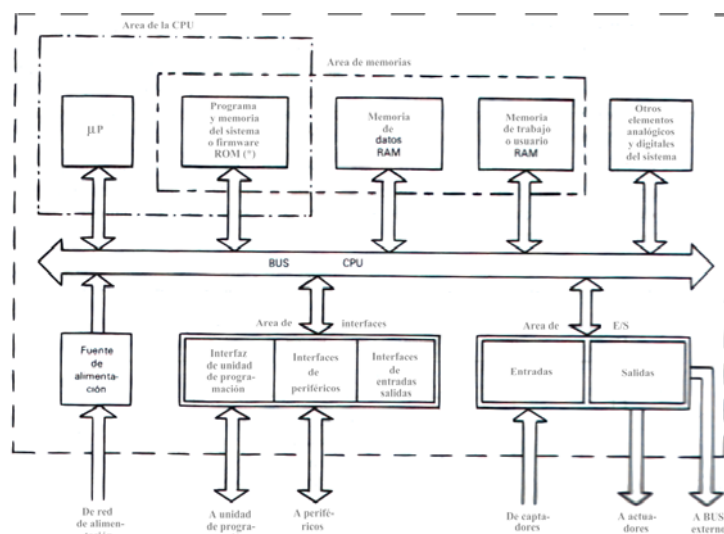 Area de la CPU
Area de memorias
µP
Programa
y memoria
del sistema
o firmware
ROM (*)
Memoria
de
datos
RAM
Memoria
de trabajo
o usuario
RAM
Otros
elementos
analógicos
y digitales
del sistema
BUS CPU
Area de interfaces
Area de E/S
Fuente
de
alimenta-
ción
Interfaz
de unidad
de progra-
mación
Interfaces
de
periféricos
Interfaces
de
entradas
salidas
Entradas
Salidas
De red
de alimen-
A unidad
de progra-
A perifé-
ricos
De capta-
dores
A actua-
dores
A BUS
externo